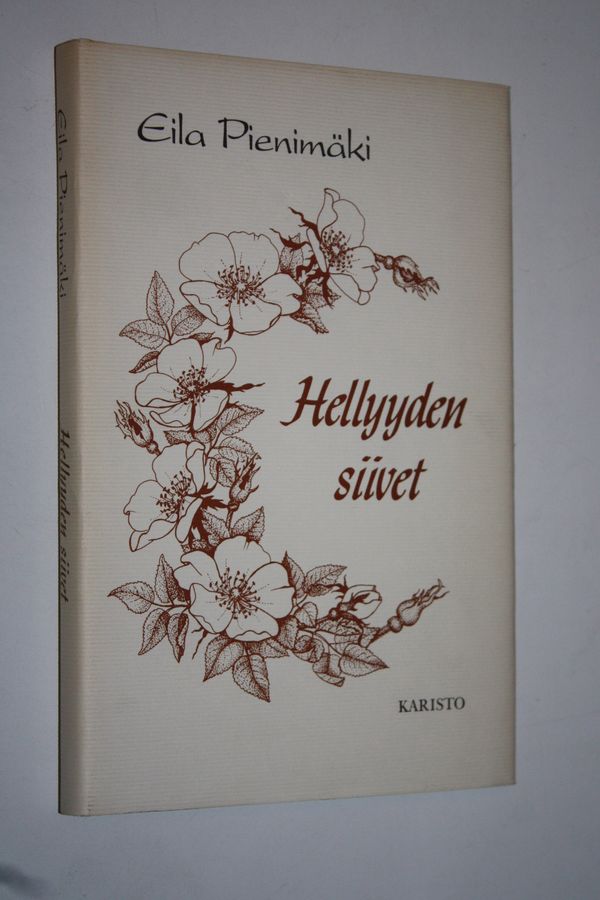 Eila Pienimäki
Hellyyden
siivet
KARISTO
Eila Pienimäki
Hellyyden siivet